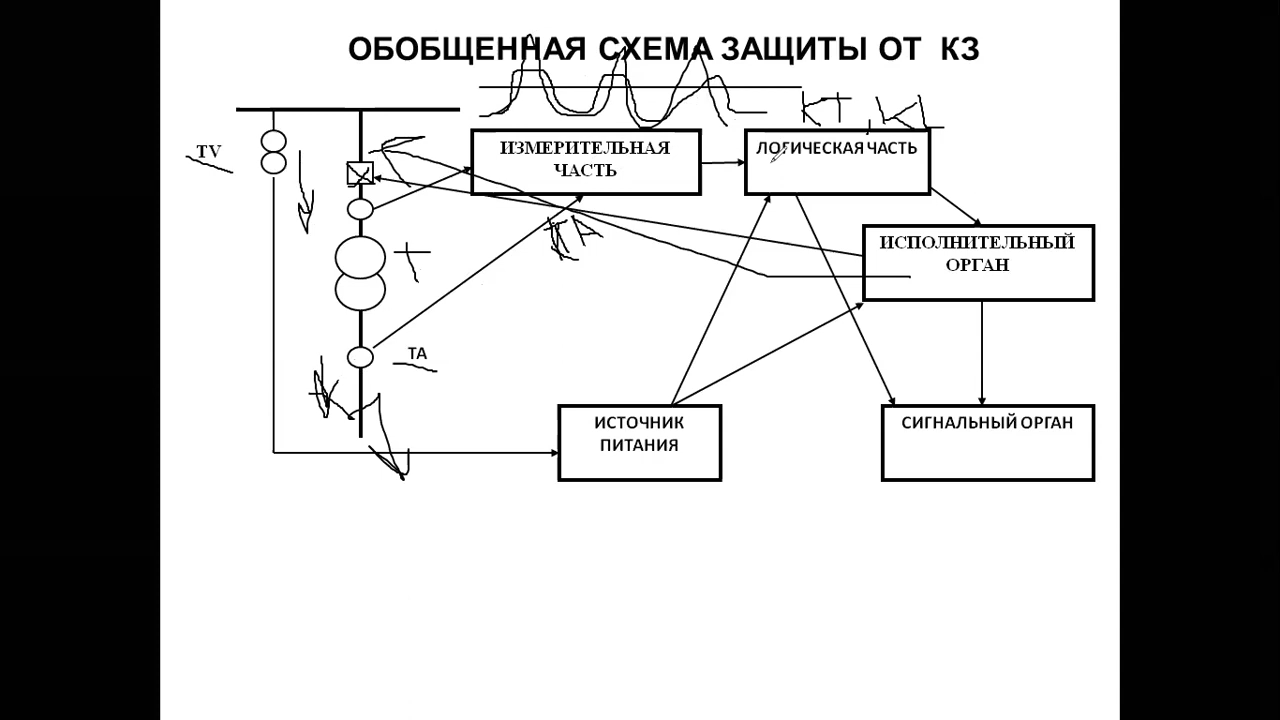 ОБОБЩЕННАЯ СХЕМА ЗАЩИТЫ ОТ КЗ
TV
ИЗМЕРИТЕЛЬНАЯ
ЧАСТЬ
ЛОГИЧЕСКАЯ ЧАСТЬ
ИСПОЛНИТЕЛЬНЫЙ
ОРГАН
TA
ИСТОЧНИК
ПИТАНИЯ
СИГНАЛЬНЫЙ ОРГАН